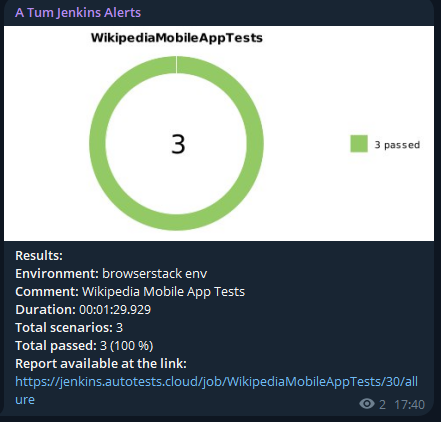 A Tum Jenkins Alerts
WikipediaMobileAppTests
3
3 passed
Results:
Environment: browserstack env
Comment: Wikipedia Mobile App Tests
Duration: 00:01:29.929
Total scenarios: 3
Total passed: 3 (100 %)
Report available at the link:
https://jenkins.autotests.cloud/job/WikipediaMobileAppTests/30/all
ure
2 17:40